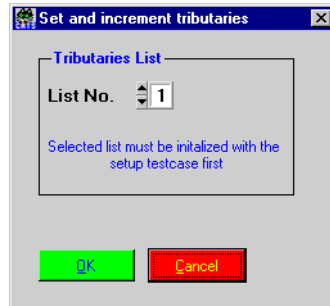 Set and increment tributaries
Tributaries List
List No. 1
Selected list must be initalized with the
setup testcase first
OK
Cancel